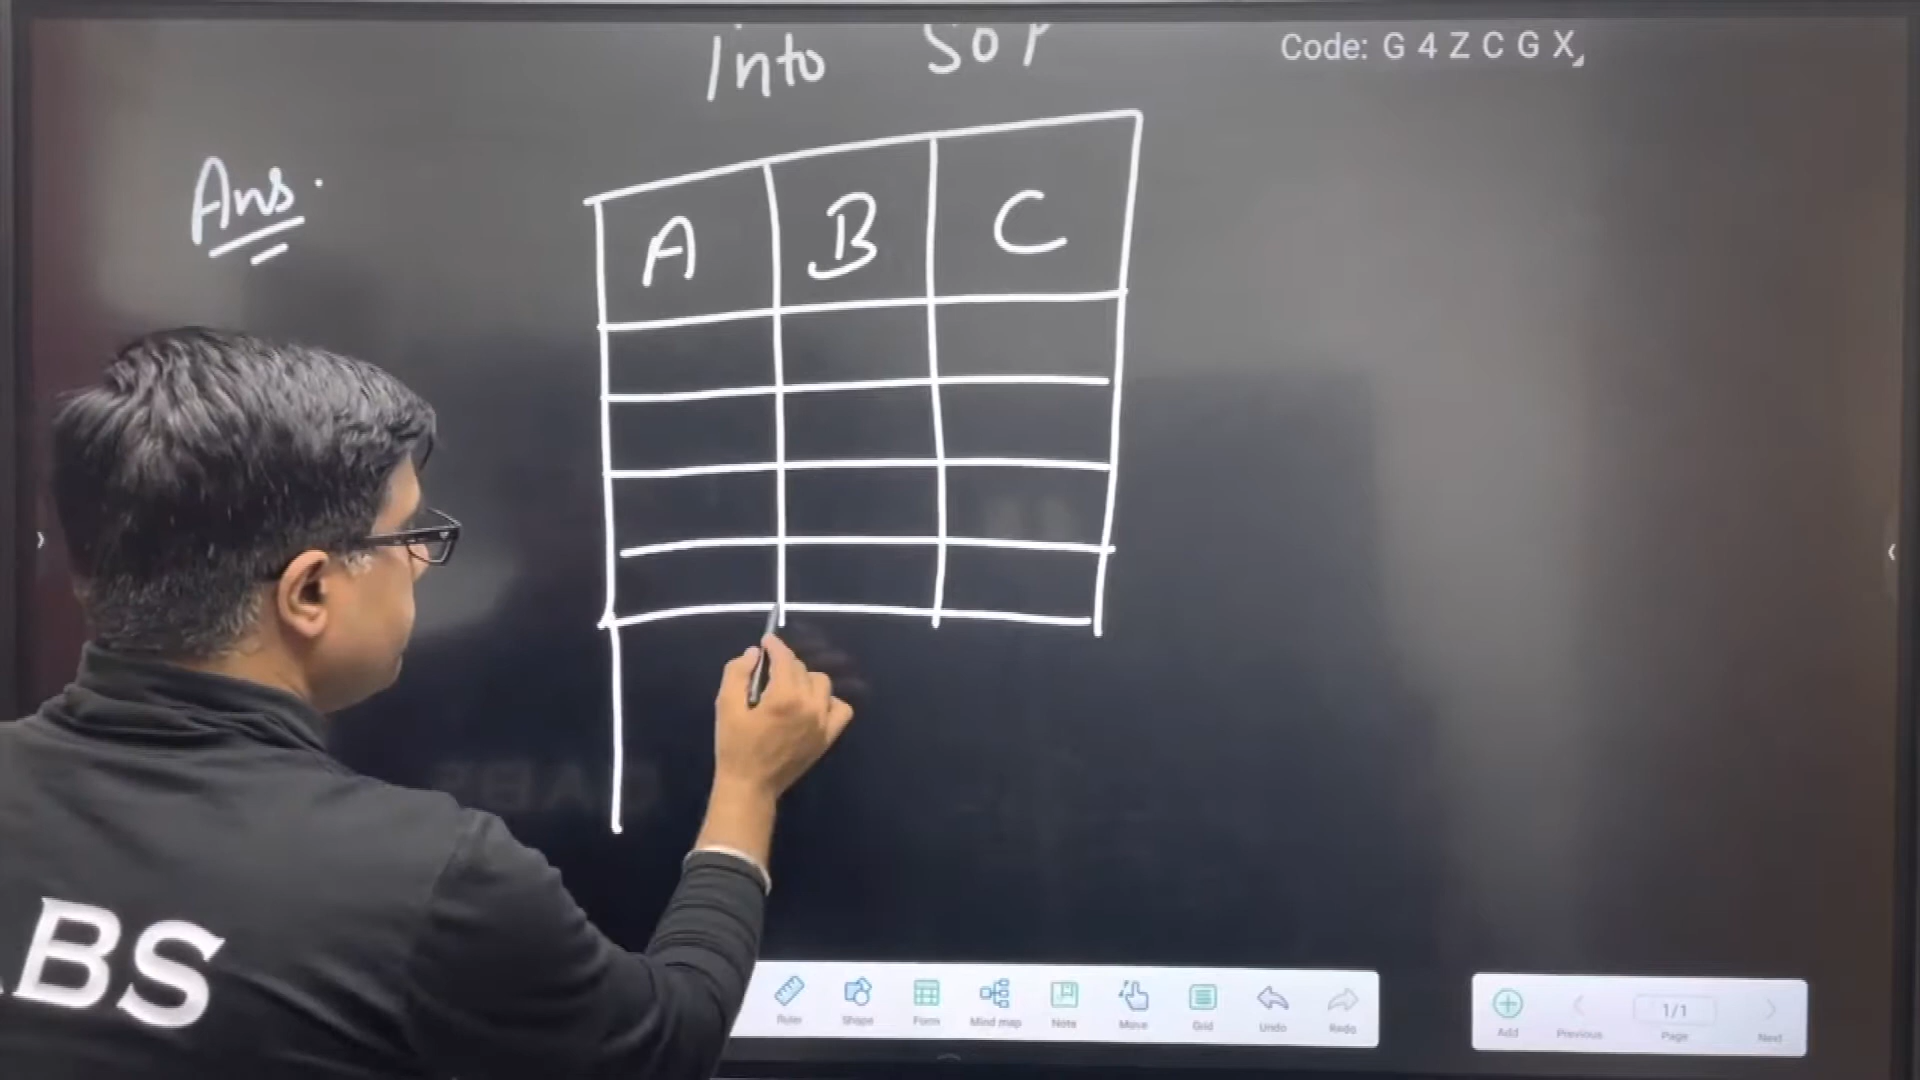 Into SOP
Code: G 4 Z C G X
Ans.
A B C
ABS
Ruler Shape Form Mind map Note Move Grid Undo Redo
Add Previous 1/1 Page Next